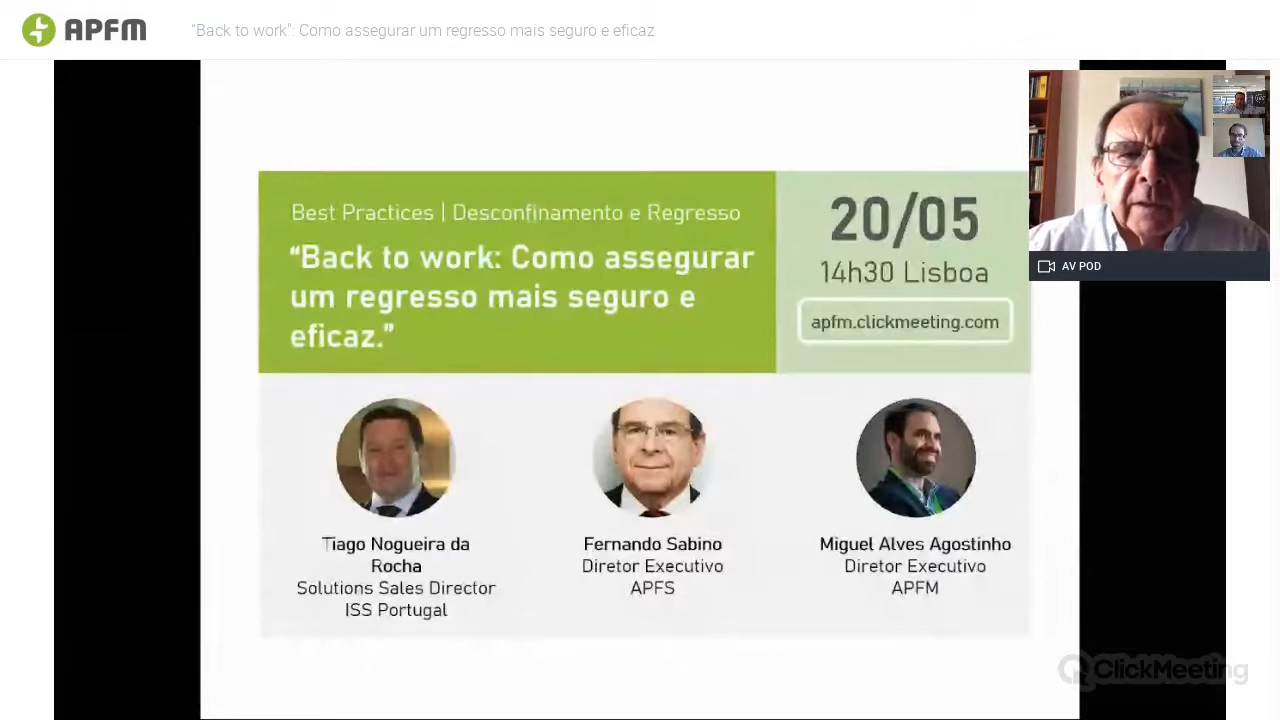 APFM
"Back to work": Como assegurar um regresso mais seguro e eficaz
Best Practices | Desconfinamento e Regresso
“Back to work: Como assegurar
um regresso mais seguro e
eficaz.”
20/05
14h30 Lisboa
apfm.clickmeeting.com
AV POD
Tiago Nogueira da
Rocha
Solutions Sales Director
ISS Portugal
Fernando Sabino
Diretor Executivo
APFS
Miguel Alves Agostinho
Diretor Executivo
APFM
ClickMeeting